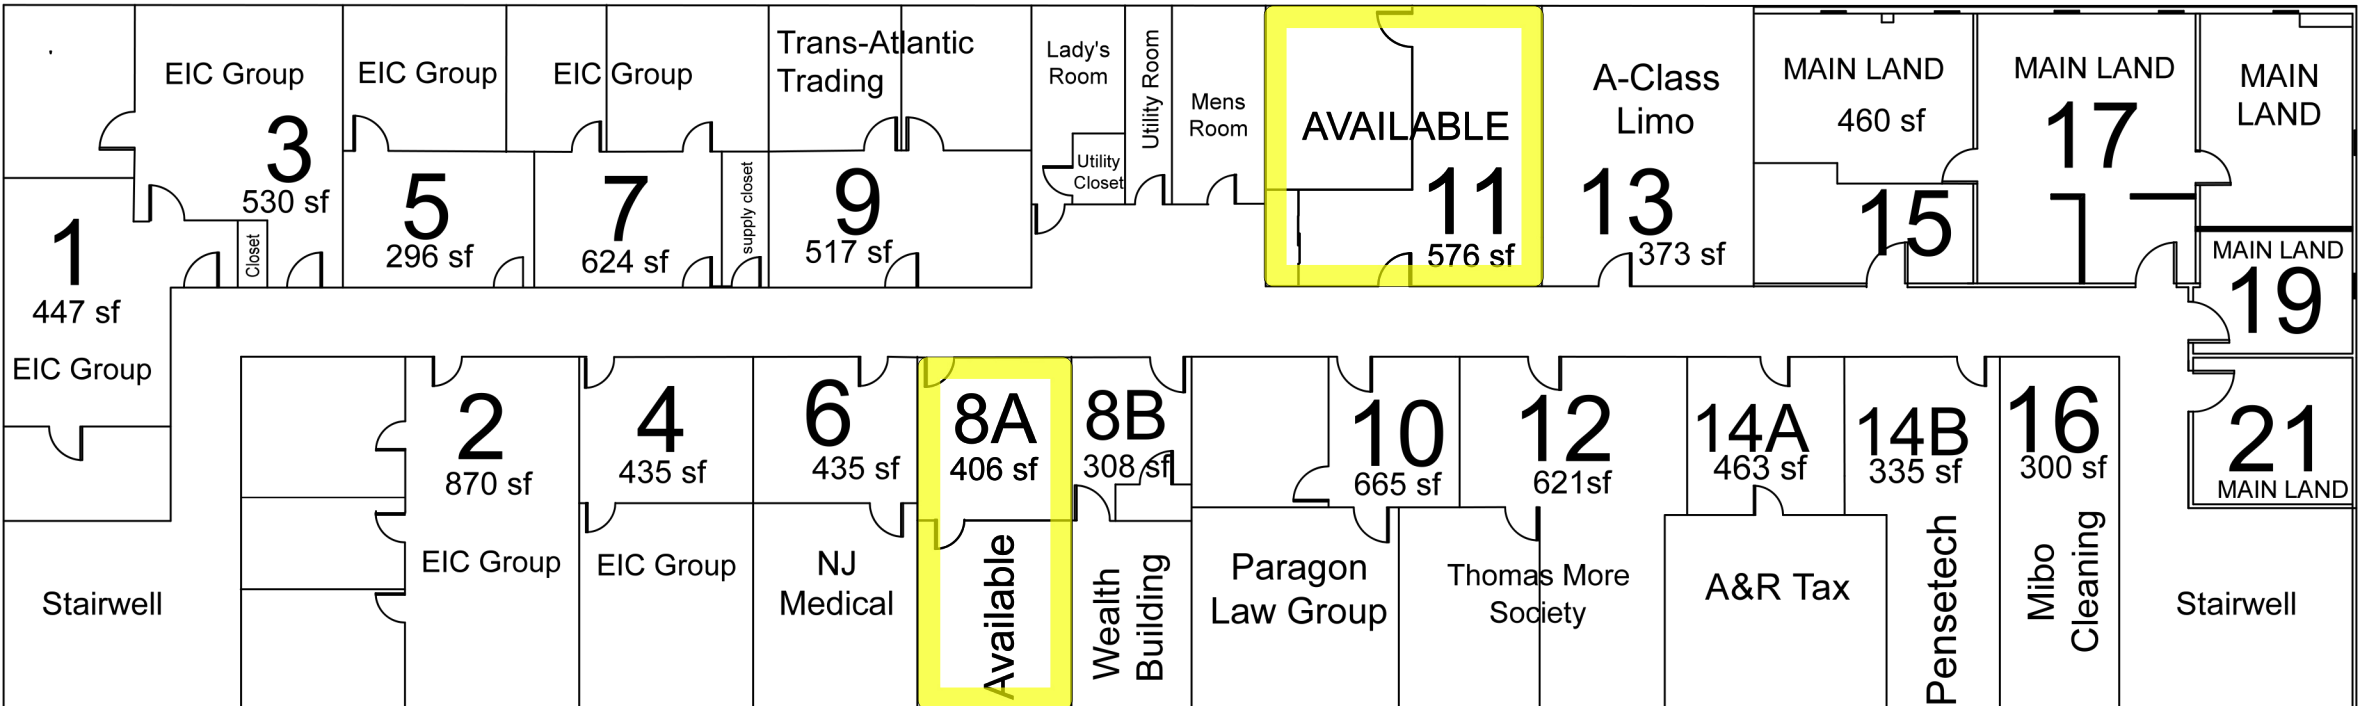 EIC Group
3
530 sf
EIC Group
5
296 sf
EIC Group
7
624 sf
supply closet
Trans-Atlantic
Trading
9
517 sf
Lady's
Room
Utility
Closet
Utility Room
Mens
Room
AVAILABLE
11
576 sf
A-Class
Limo
13
373 sf
MAIN LAND
460 sf
15
MAIN LAND
17
MAIN
LAND
MAIN LAND
19
1
447 sf
EIC Group
Closet
Stairwell
2
870 sf
EIC Group
4
435 sf
EIC Group
6
435 sf
NJ
Medical
8A
406 sf
Available
8B
308 sf
Wealth
Building
10
665 sf
Paragon
Law Group
12
621sf
Thomas More
Society
14A
463 sf
A&R Tax
14B
335 sf
Pensetech
16
300 sf
Mibo
Cleaning
21
MAIN LAND
Stairwell